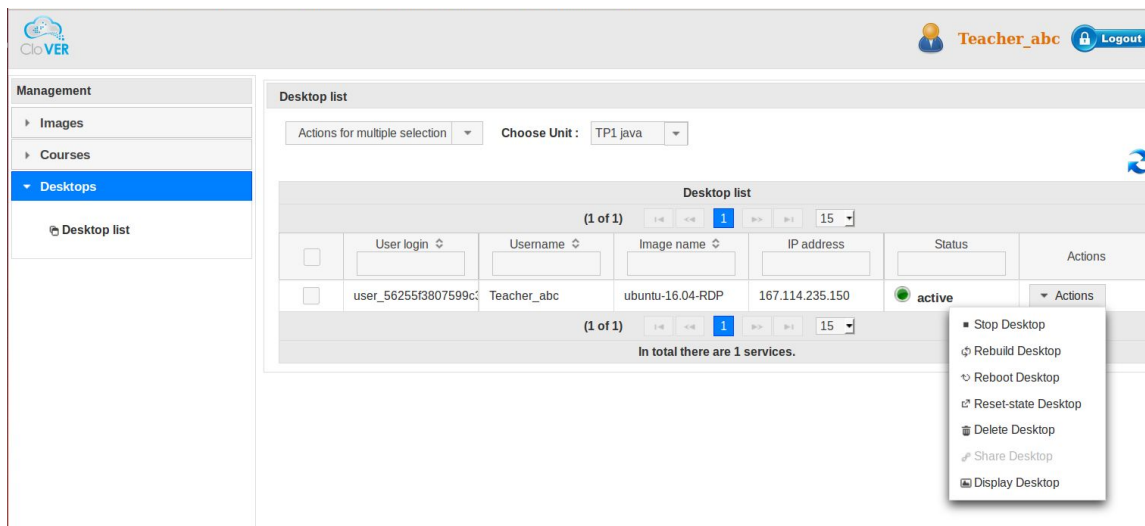 CloVER
Teacher_abc
Logout
Management
Images
Courses
Desktops
Desktop list
Desktop list
Actions for multiple selection
Choose Unit : TP1 java
Desktop list
(1 of 1) 1 15
User login Username Image name IP address Status Actions
user_56255f3807599c Teacher_abc ubuntu-16.04-RDP 167.114.235.150 active Actions
(1 of 1) 1 15
In total there are 1 services.
Stop Desktop
Rebuild Desktop
Reboot Desktop
Reset-state Desktop
Delete Desktop
Share Desktop
Display Desktop